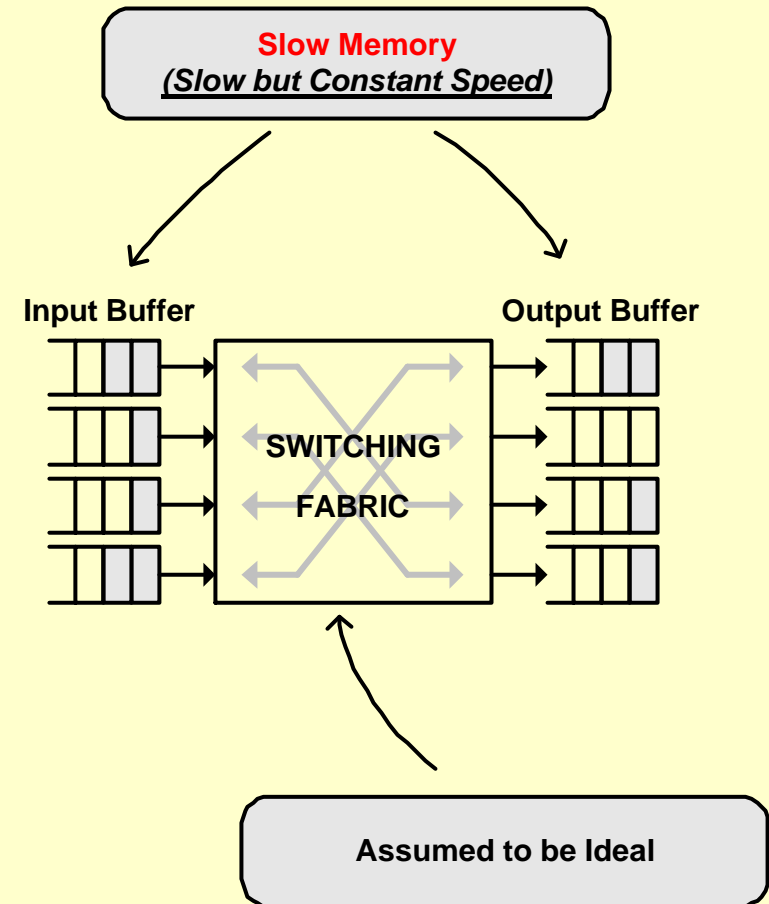 Slow Memory
(Slow but Constant Speed)
Input Buffer
Output Buffer
SWITCHING
FABRIC
Assumed to be Ideal